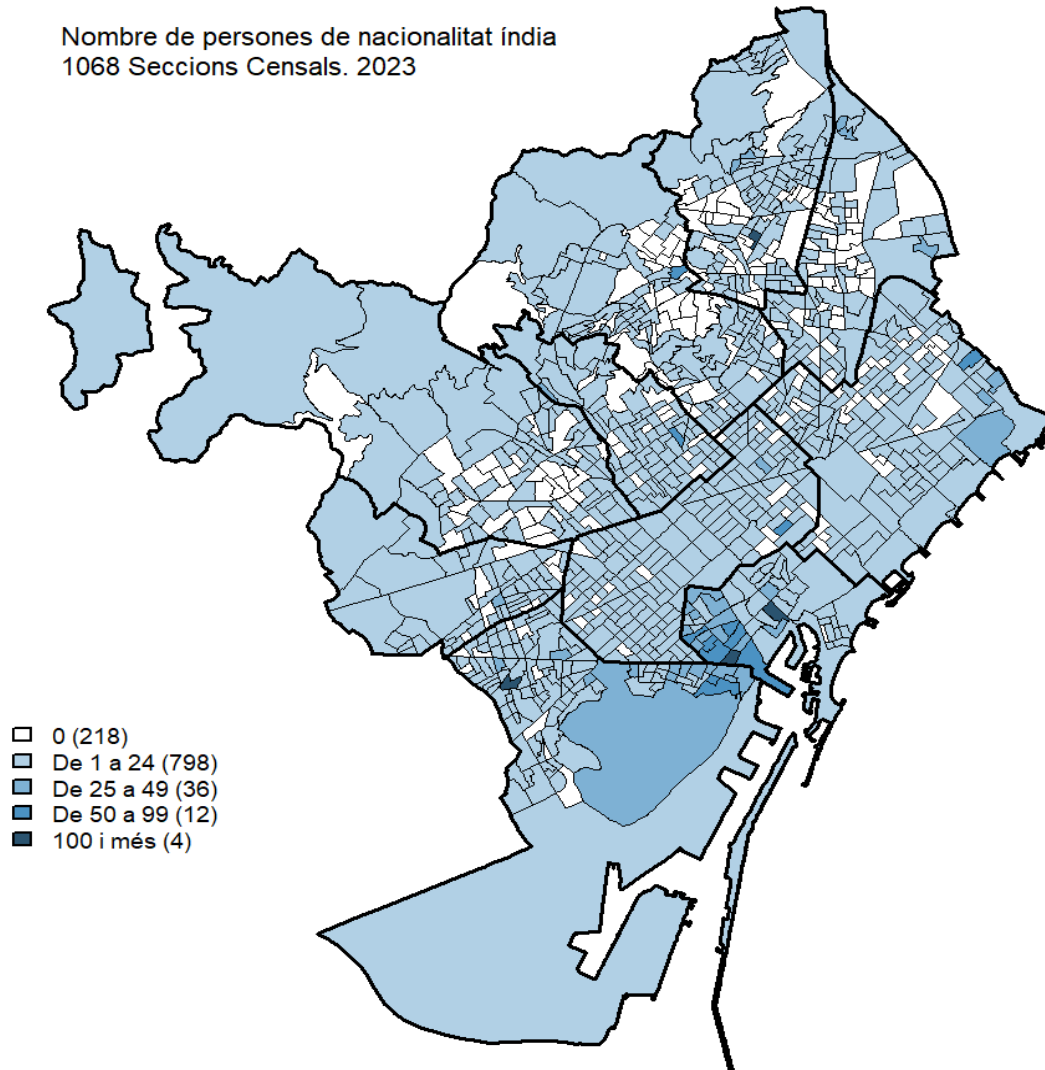 Nombre de persones de nacionalitat índia
1068 Seccions Censals. 2023
0 (218)
De 1 a 24 (798)
De 25 a 49 (36)
De 50 a 99 (12)
100 i més (4)